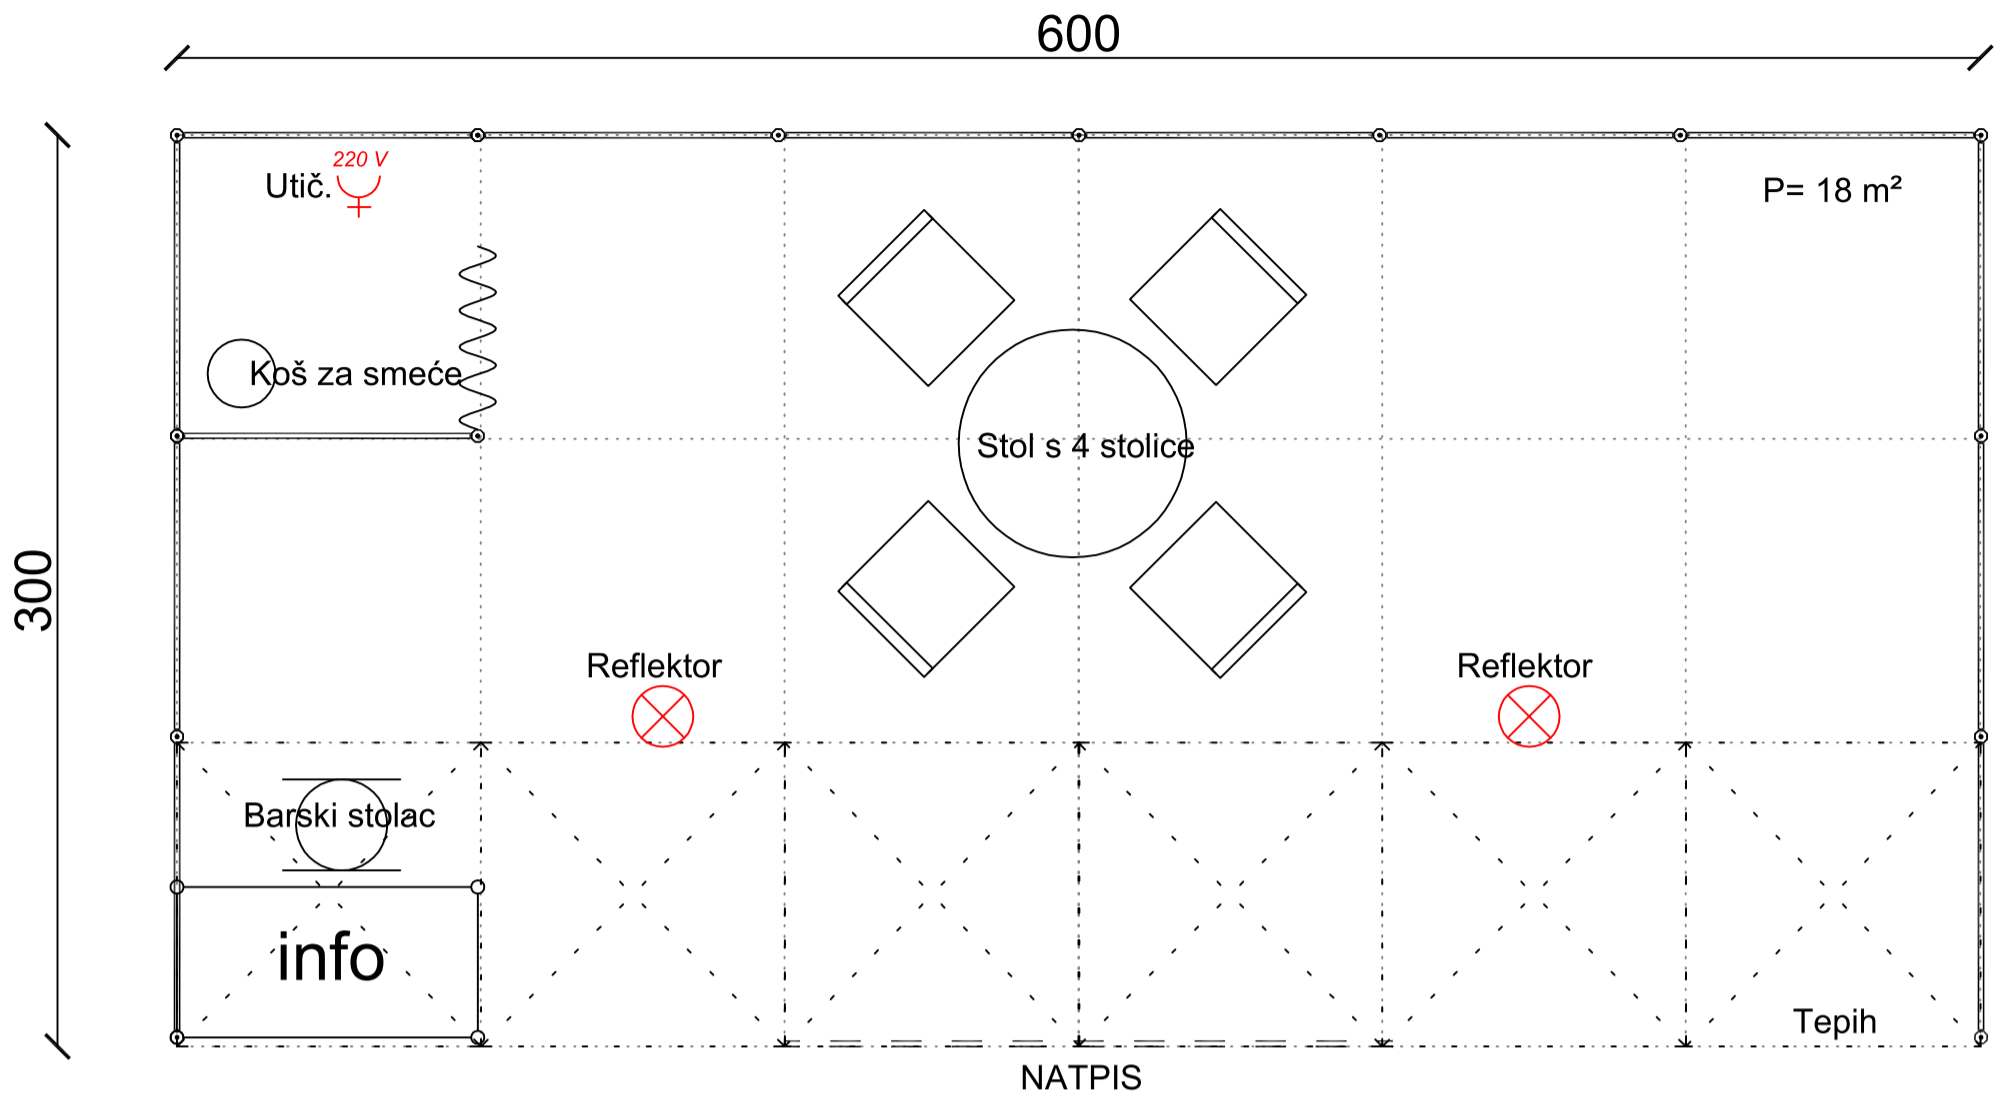 600
220 V
Utič.
P= 18 m²
Koš za smeće
Stol s 4 stolice
300
Reflektor
Reflektor
Barski stolac
info
Tepih
NATPIS